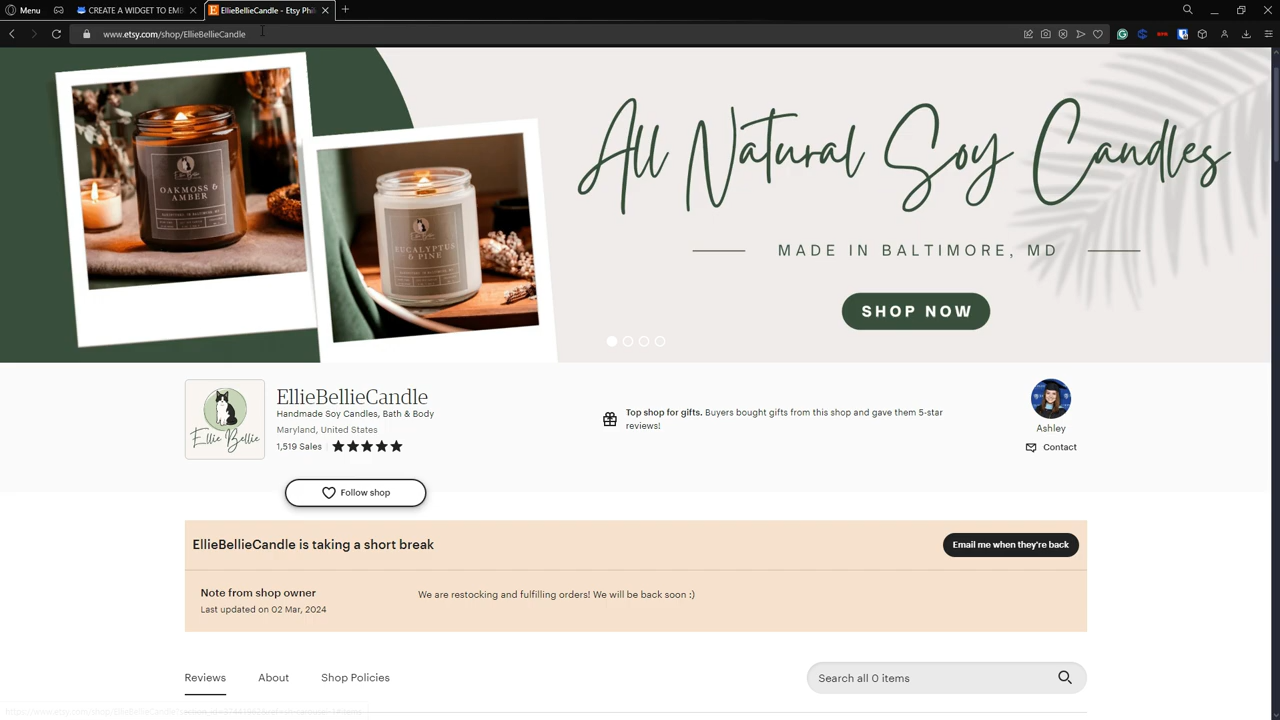 Menu
CREATE A WIDGET TO EMB
EllieBellieCandle - Etsy Phi
www.etsy.com/shop/EllieBellieCandle
Ellie Bellie
OAKMOSS &
AMBER
Ellie Bellie
EUCALYPTUS
& PINE
All Natural Soy Candles
MADE IN BALTIMORE, MD
SHOP NOW
Ellie Bellie
EllieBellieCandle
Handmade Soy Candles, Bath & Body
Maryland, United States
1,519 Sales
Top shop for gifts. Buyers bought gifts from this shop and gave them 5-star
reviews!
Ashley
Contact
Follow shop
EllieBellieCandle is taking a short break
Email me when they're back
Note from shop owner
Last updated on 02 Mar, 2024
We are restocking and fulfilling orders! We will be back soon :)
Reviews
About
Shop Policies
Search all 0 items